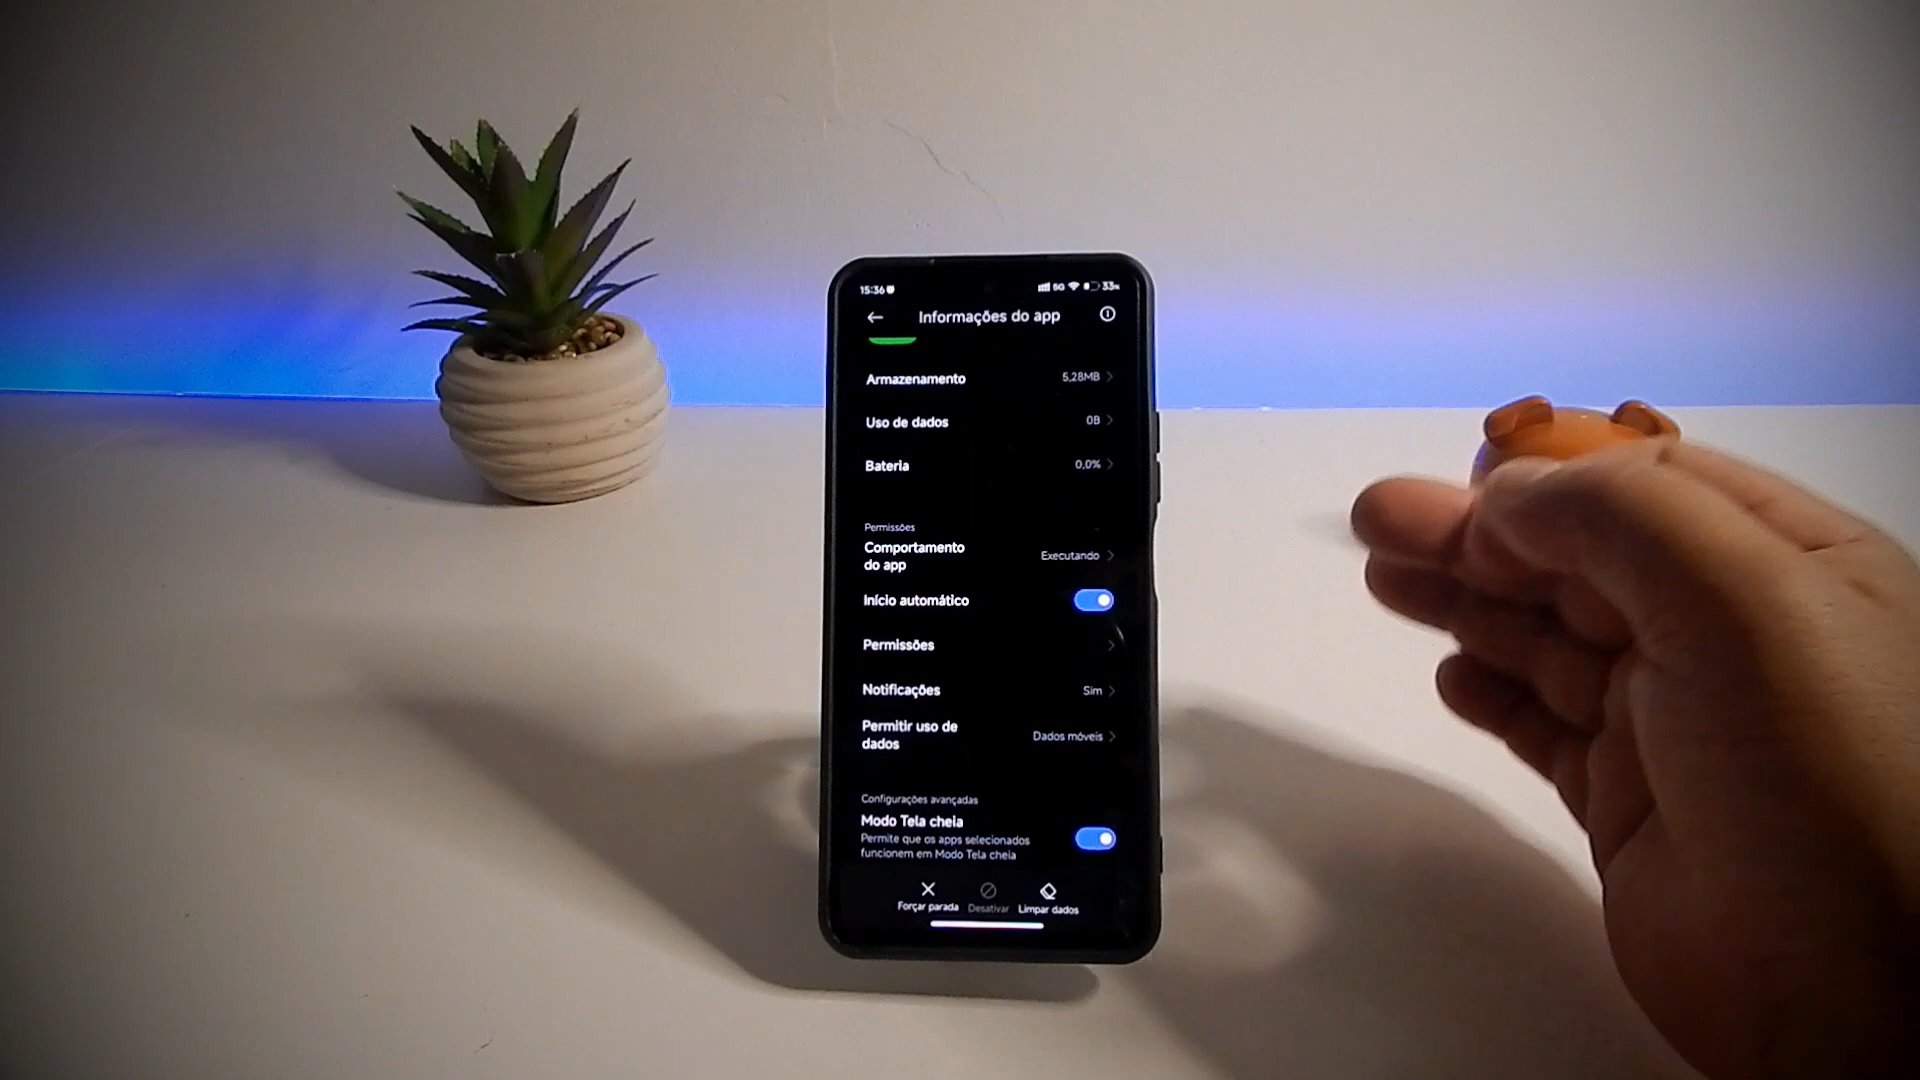 15:36 5G 33%
Informações do app
Armazenamento 5,28MB
Uso de dados 0B
Bateria 0,0%
Permissões
Comportamento
do app Executando
Início automático
Permissões
Notificações Sim
Permitir uso de
dados Dados móveis
Configurações avançadas
Modo Tela cheia
Permite que os apps selecionados
funcionem em Modo Tela cheia
Forçar parada Desativar Limpar dados